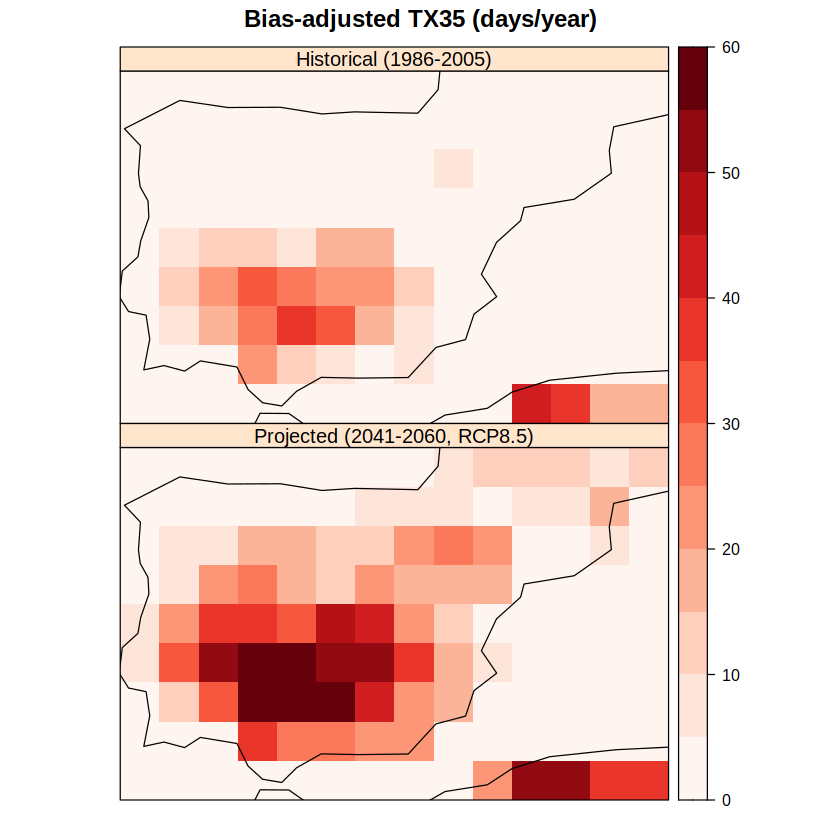 Bias-adjusted TX35 (days/year)
Historical (1986-2005)
Projected (2041-2060, RCP8.5)
60
50
40
30
20
10
0